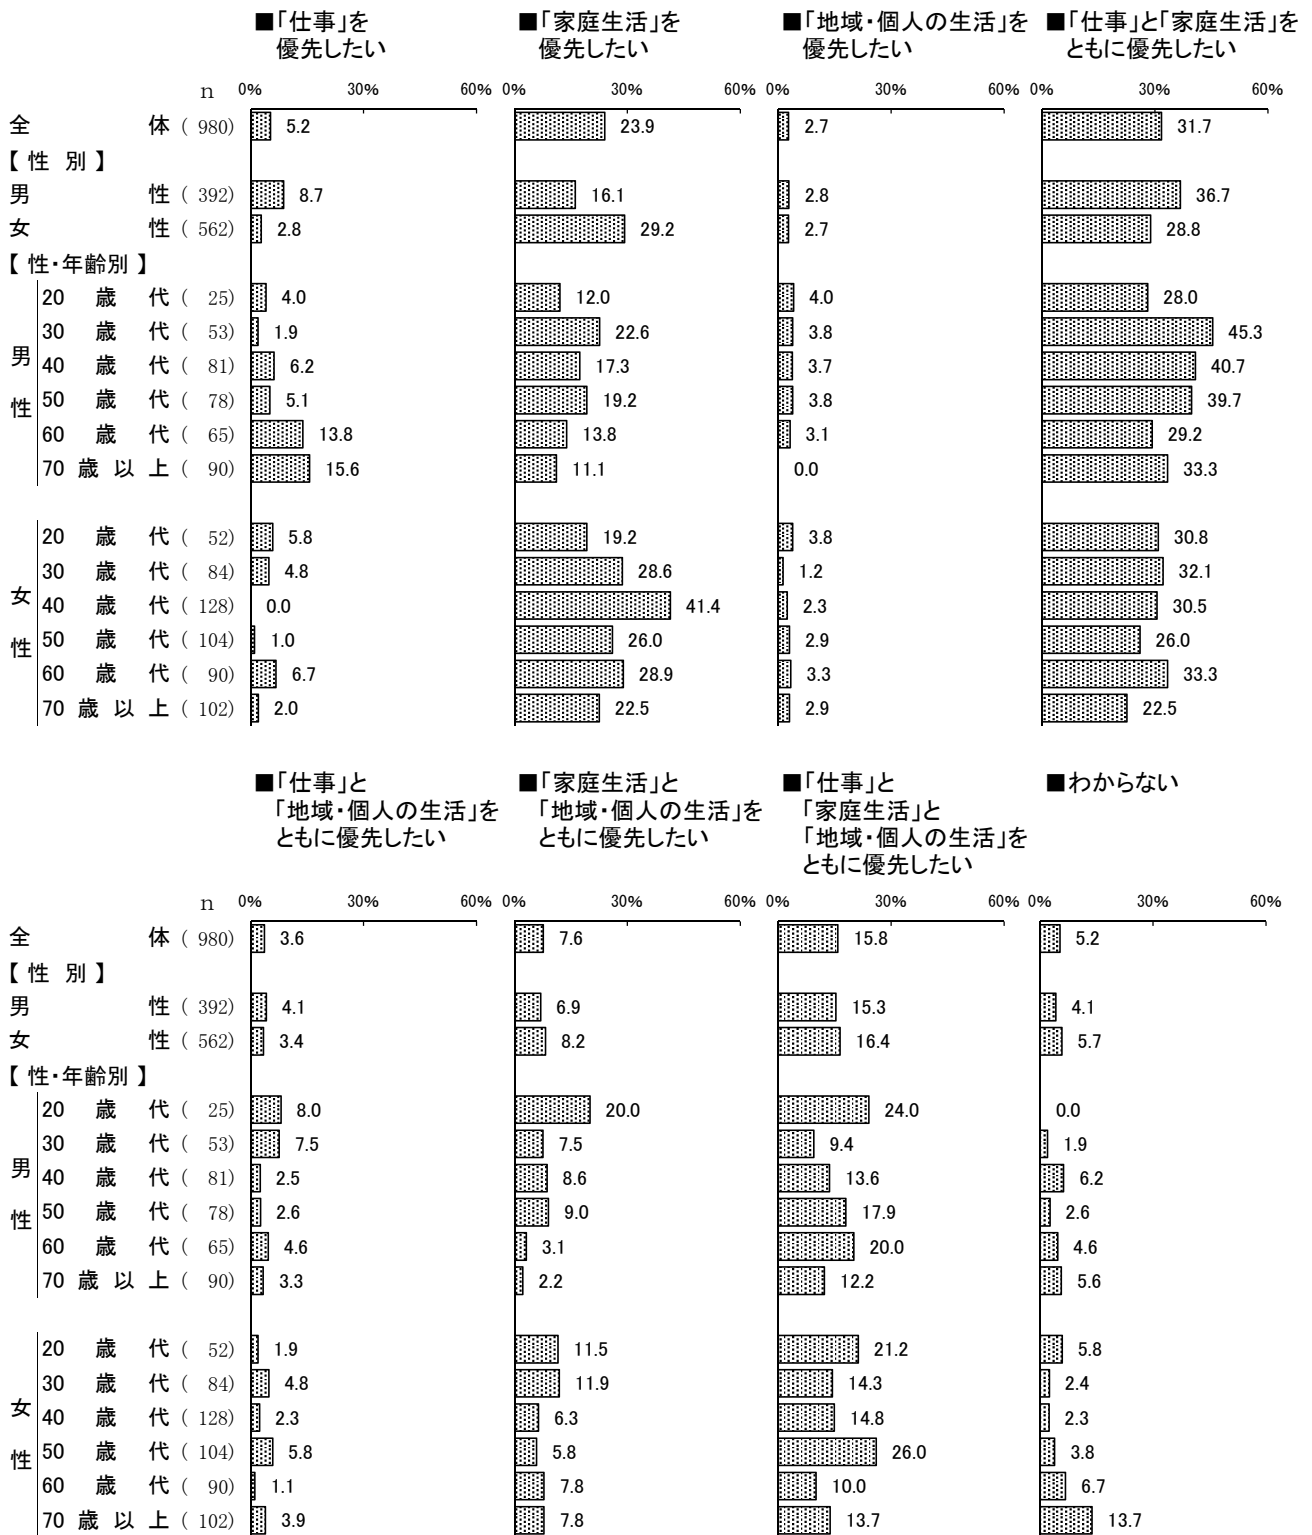 ■「仕事」を 優先したい
■「家庭生活」を 優先したい
■「地域・個人の生活」を 優先したい
■「仕事」と「家庭生活」を ともに優先したい
n 0% 30% 60% 0% 30% 60% 0% 30% 60% 0% 30% 60%
全体 ( 980) 5.2 23.9 2.7 31.7
【 性 別 】
男性 ( 392) 8.7 16.1 2.8 36.7
女性 ( 562) 2.8 29.2 2.7 28.8
【 性・年齢別 】
男性
20 歳 代 ( 25) 4.0 12.0 4.0 28.0
30 歳 代 ( 53) 1.9 22.6 3.8 45.3
40 歳 代 ( 81) 6.2 17.3 3.7 40.7
50 歳 代 ( 78) 5.1 19.2 3.8 39.7
60 歳 代 ( 65) 13.8 13.8 3.1 29.2
70 歳 以 上 ( 90) 15.6 11.1 0.0 33.3
女性
20 歳 代 ( 52) 5.8 19.2 3.8 30.8
30 歳 代 ( 84) 4.8 28.6 1.2 32.1
40 歳 代 ( 128) 0.0 41.4 2.3 30.5
50 歳 代 ( 104) 1.0 26.0 2.9 26.0
60 歳 代 ( 90) 6.7 28.9 3.3 33.3
70 歳 以 上 ( 102) 2.0 22.5 2.9 22.5
■「仕事」と
「地域・個人の生活」を
ともに優先したい
■「家庭生活」と
「地域・個人の生活」を
ともに優先したい
■「仕事」と
「家庭生活」と
「地域・個人の生活」を
ともに優先したい
■わからない
n 0% 30% 60% 0% 30% 60% 0% 30% 60% 0% 30% 60%
全体 ( 980) 3.6 7.6 15.8 5.2
【 性 別 】
男性 ( 392) 4.1 6.9 15.3 4.1
女性 ( 562) 3.4 8.2 16.4 5.7
【 性・年齢別 】
男性
20 歳 代 ( 25) 8.0 20.0 24.0 0.0
30 歳 代 ( 53) 7.5 7.5 9.4 1.9
40 歳 代 ( 81) 2.5 8.6 13.6 6.2
50 歳 代 ( 78) 2.6 9.0 17.9 2.6
60 歳 代 ( 65) 4.6 3.1 20.0 4.6
70 歳 以 上 ( 90) 3.3 2.2 12.2 5.6
女性
20 歳 代 ( 52) 1.9 11.5 21.2 5.8
30 歳 代 ( 84) 4.8 11.9 14.3 2.4
40 歳 代 ( 128) 2.3 6.3 14.8 2.3
50 歳 代 ( 104) 5.8 5.8 26.0 3.8
60 歳 代 ( 90) 1.1 7.8 10.0 6.7
70 歳 以 上 ( 102) 3.9 7.8 13.7 13.7